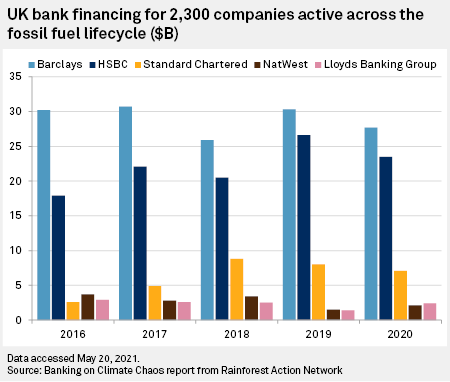 UK bank financing for 2,300 companies active across the
fossil fuel lifecycle ($B)
Barclays HSBC Standard Chartered NatWest Lloyds Banking Group
35
30
25
20
15
10
5
0
2016 2017 2018 2019 2020
Data accessed May 20, 2021.
Source: Banking on Climate Chaos report from Rainforest Action Network